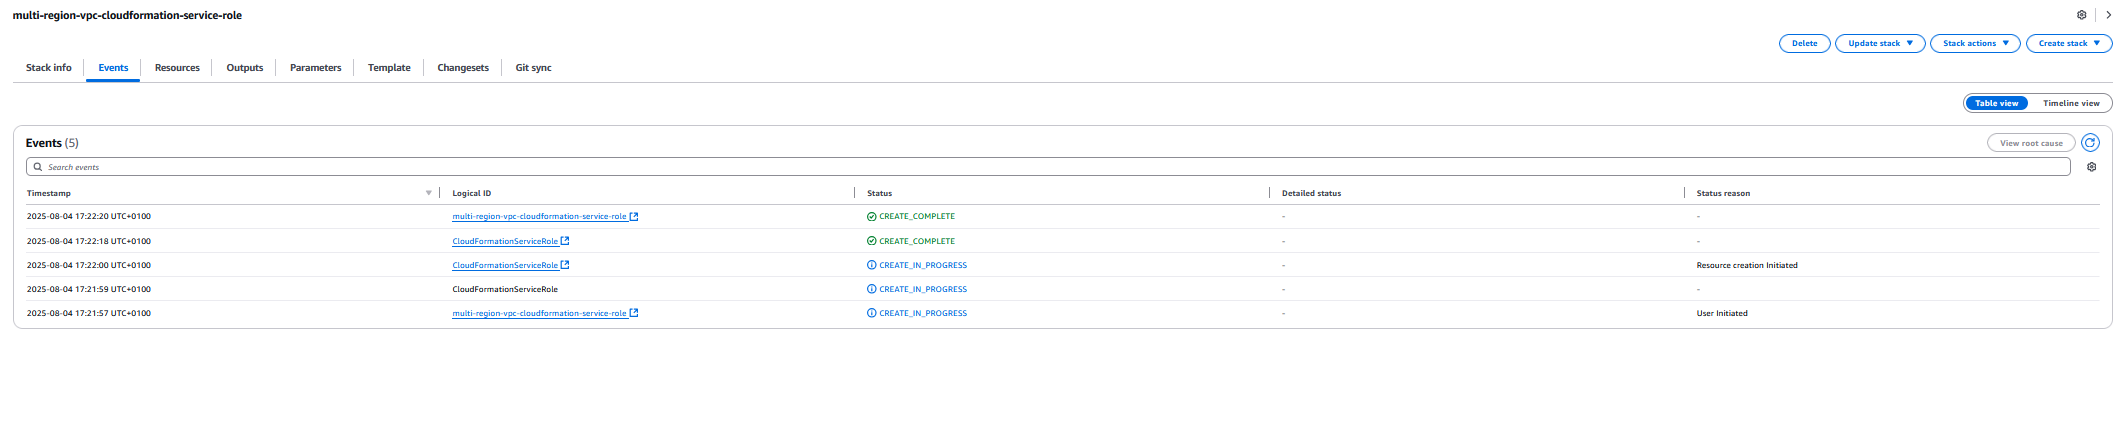 multi-region-vpc-cloudformation-service-role
Delete Update stack Stack actions Create stack
Stack info Events Resources Outputs Parameters Template Changesets Git sync
Table view Timeline view
Events (5) View root cause
Search events
Timestamp Logical ID Status Detailed status Status reason
2025-08-04 17:22:20 UTC+0100 multi-region-vpc-cloudformation-service-role CREATE_COMPLETE - -
2025-08-04 17:22:18 UTC+0100 CloudFormationServiceRole CREATE_COMPLETE - -
2025-08-04 17:22:00 UTC+0100 CloudFormationServiceRole CREATE_IN_PROGRESS - Resource creation Initiated
2025-08-04 17:21:59 UTC+0100 CloudFormationServiceRole CREATE_IN_PROGRESS - -
2025-08-04 17:21:57 UTC+0100 multi-region-vpc-cloudformation-service-role CREATE_IN_PROGRESS - User Initiated